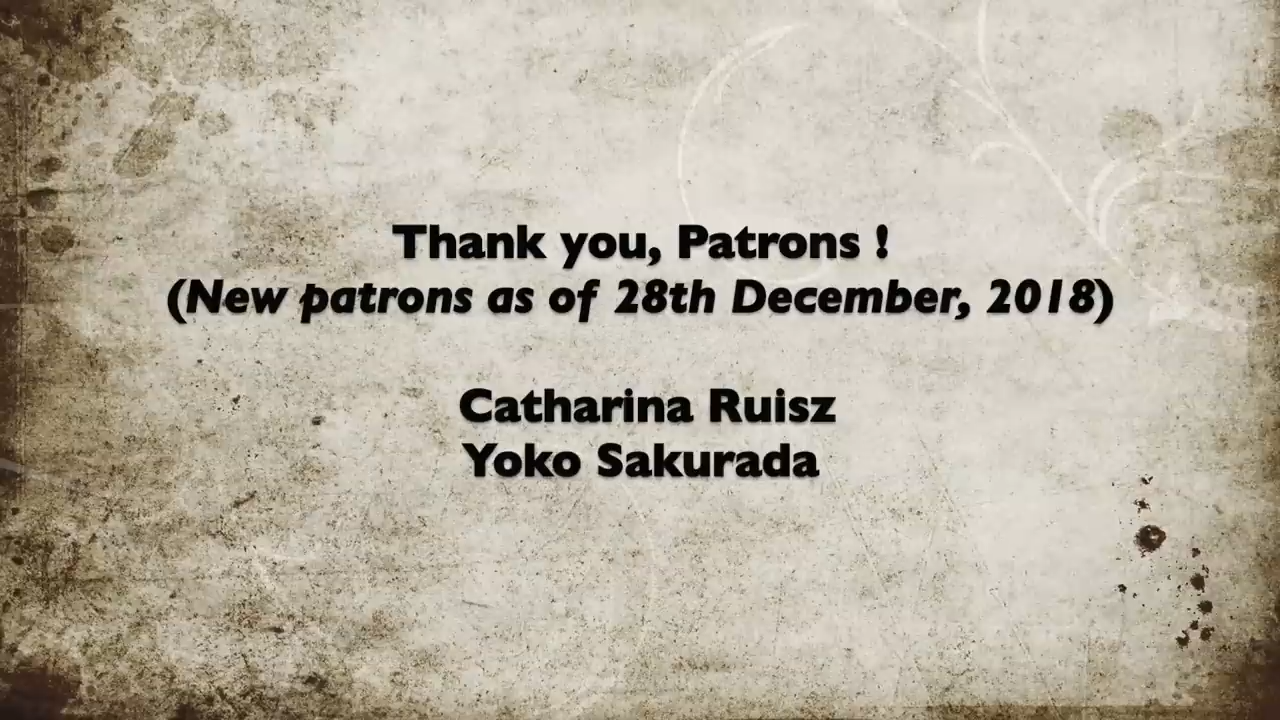 Thank you, Patrons !
(New patrons as of 28th December, 2018)
Catharina Ruisz
Yoko Sakurada